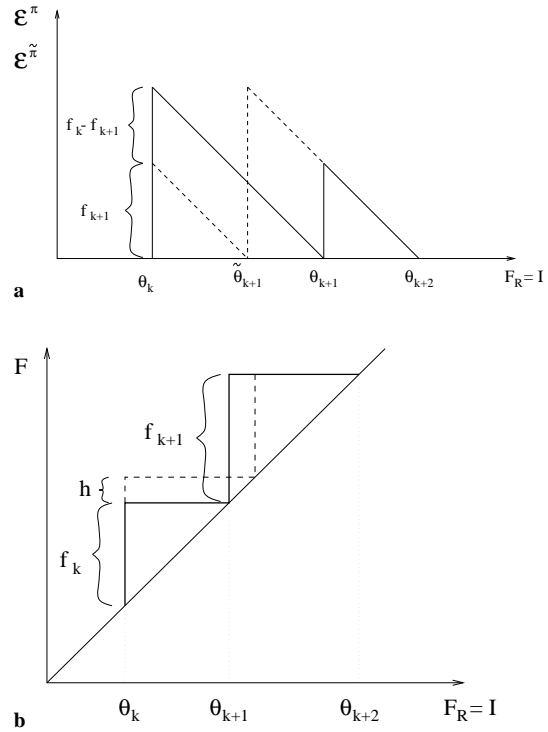 ε^π
ε^π̃
f_k - f_{k+1}
f_{k+1}
θ_k
θ̃_{k+1}
θ_{k+1}
θ_{k+2}
F_R = I
a
F
f_{k+1}
h
f_k
θ_k
θ_{k+1}
θ_{k+2}
F_R = I
b